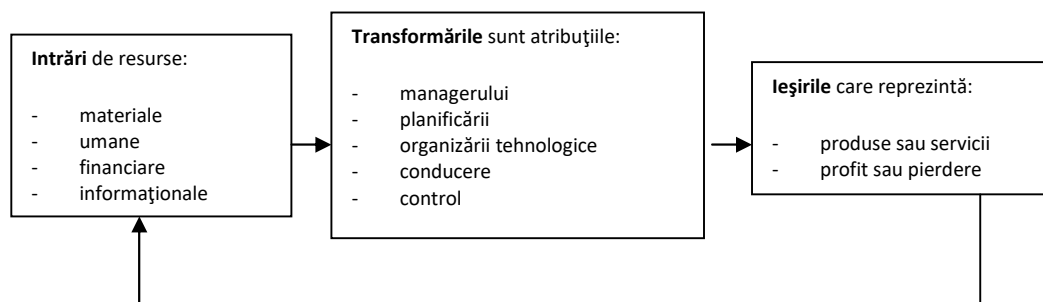 Intrări de resurse:
- materiale
- umane
- financiare
- informaţionale
Transformările sunt atribuţiile:
- managerului
- planificării
- organizării tehnologice
- conducere
- control
Ieşirile care reprezintă:
- produse sau servicii
- profit sau pierdere